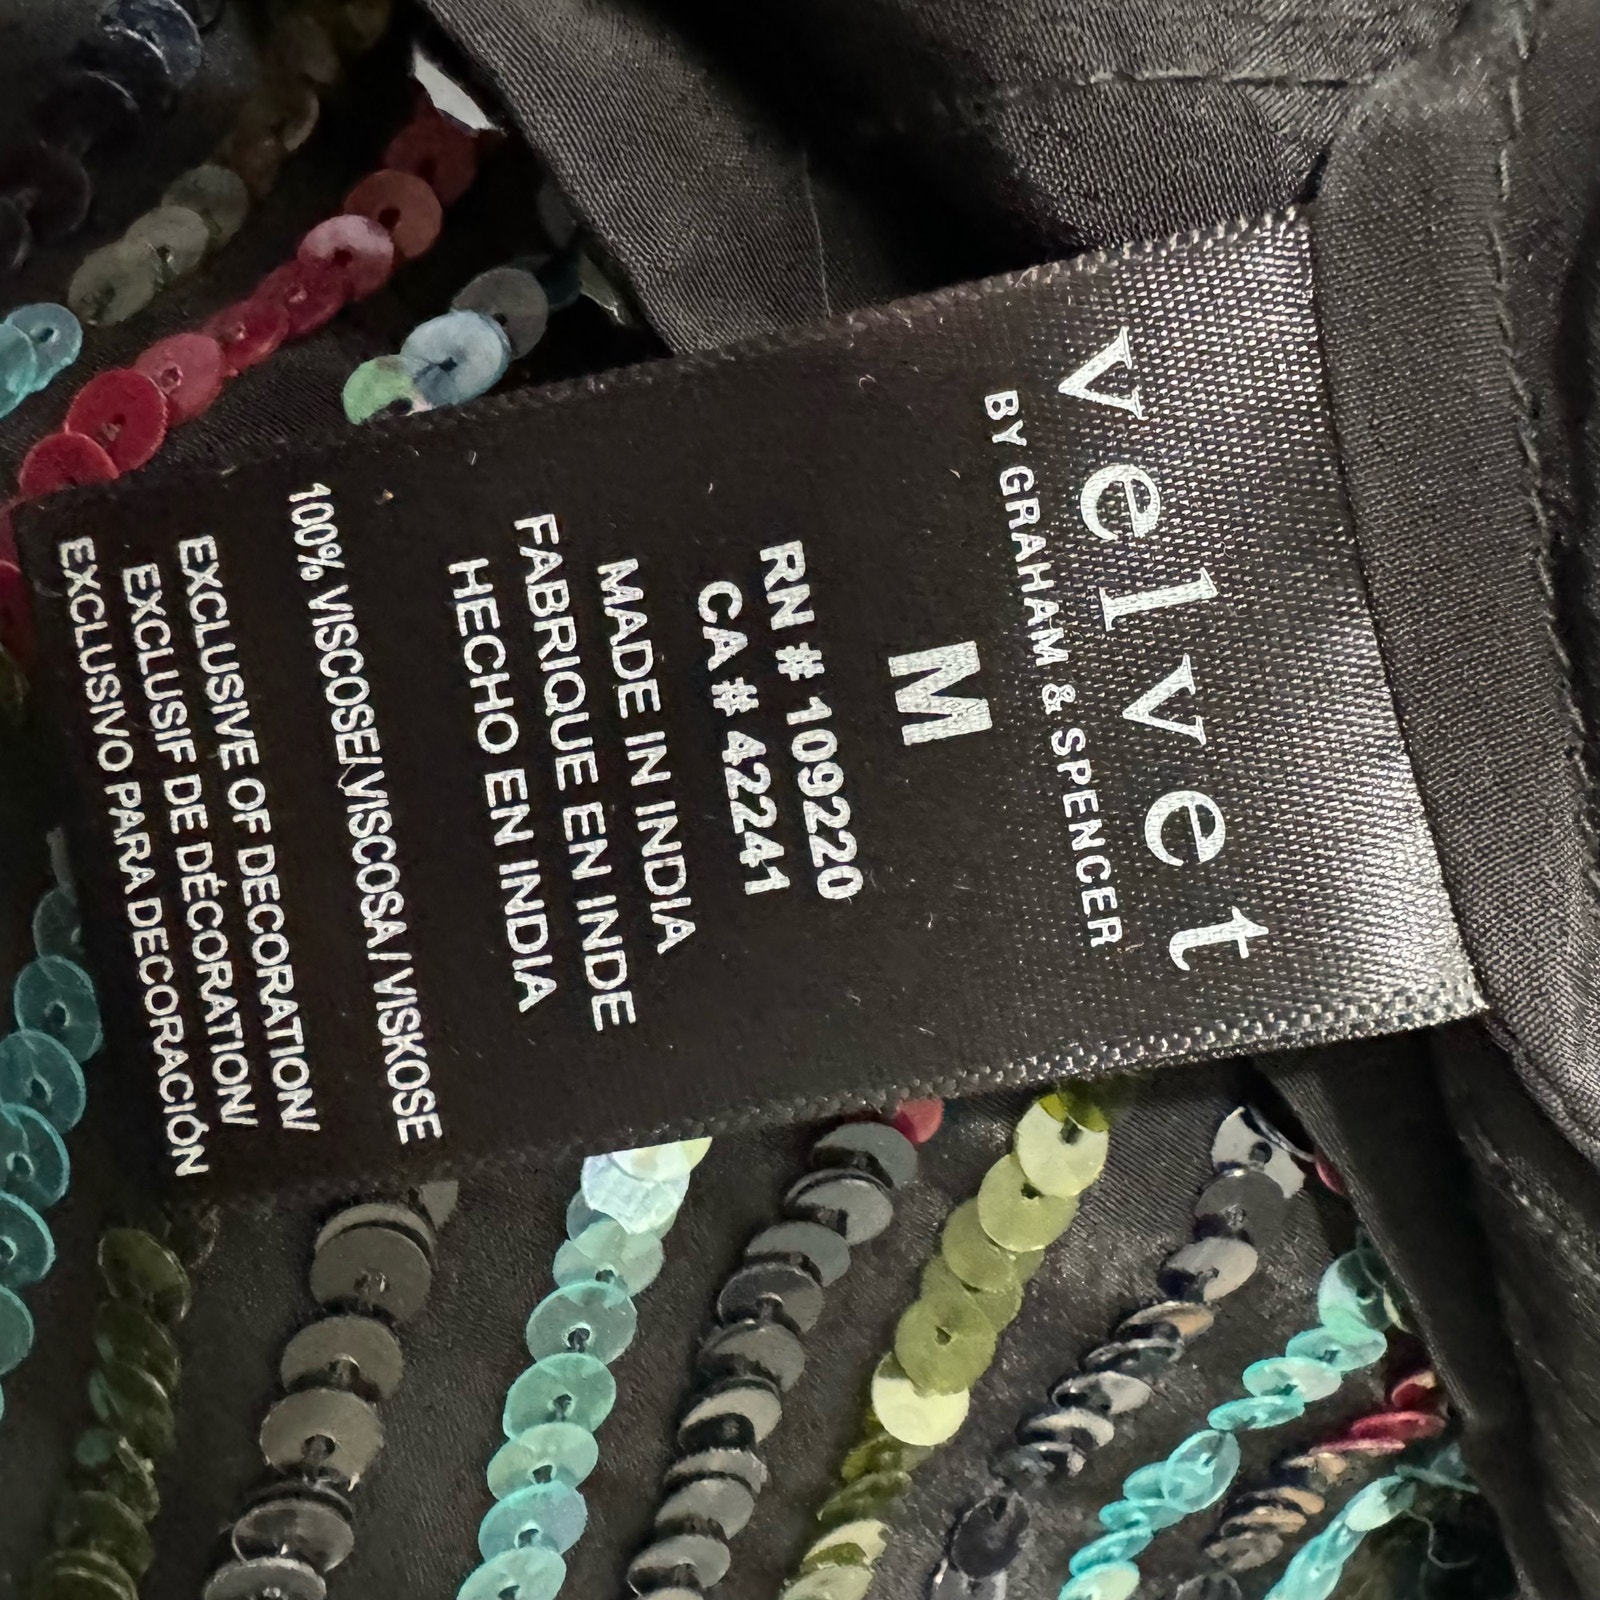 velvet
BY GRAHAM & SPENCER
M
RN # 109220
CA # 42241
MADE IN INDIA
FABRIQUE EN INDE
HECHO EN INDIA
100% VISCOSE/VISCOSA/ VISKOSE
EXCLUSIVE OF DECORATION/
EXCLUSIF DE DÉCORATION/
EXCLUSIVO PARA DECORACIÓN